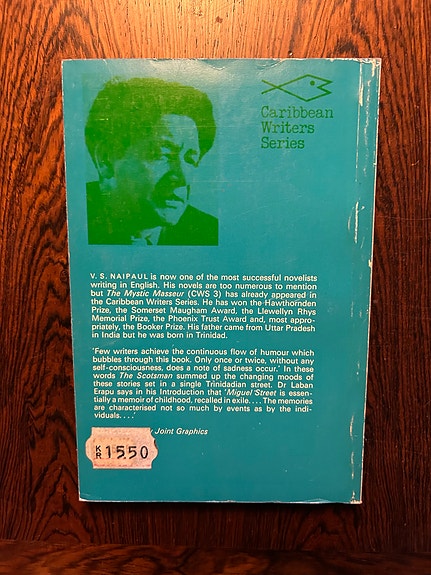 Caribbean
Writers
Series
V. S. NAIPAUL is now one of the most successful novelists
writing in English. His novels are too numerous to mention
but The Mystic Masseur (CWS 3) has already appeared in
the Caribbean Writers Series. He has won the Hawthornden
Prize, the Somerset Maugham Award, the Llewellyn Rhys
Memorial Prize, the Phoenix Trust Award and, most appro-
priately, the Booker Prize. His father came from Uttar Pradesh
in India but he was born in Trinidad.
'Few writers achieve the continuous flow of humour which
bubbles through this book. Only once or twice, without any
self-consciousness, does a note of sadness occur.' In these
words The Scotsman summed up the changing moods of
these stories set in a single Trinidadian street. Dr Laban
Erapu says in his Introduction that 'Miguel Street is essen-
tially a memoir of childhood, recalled in exile.... The memories
are characterised not so much by events as by the indi-
viduals....'
Joint Graphics
KR 1550